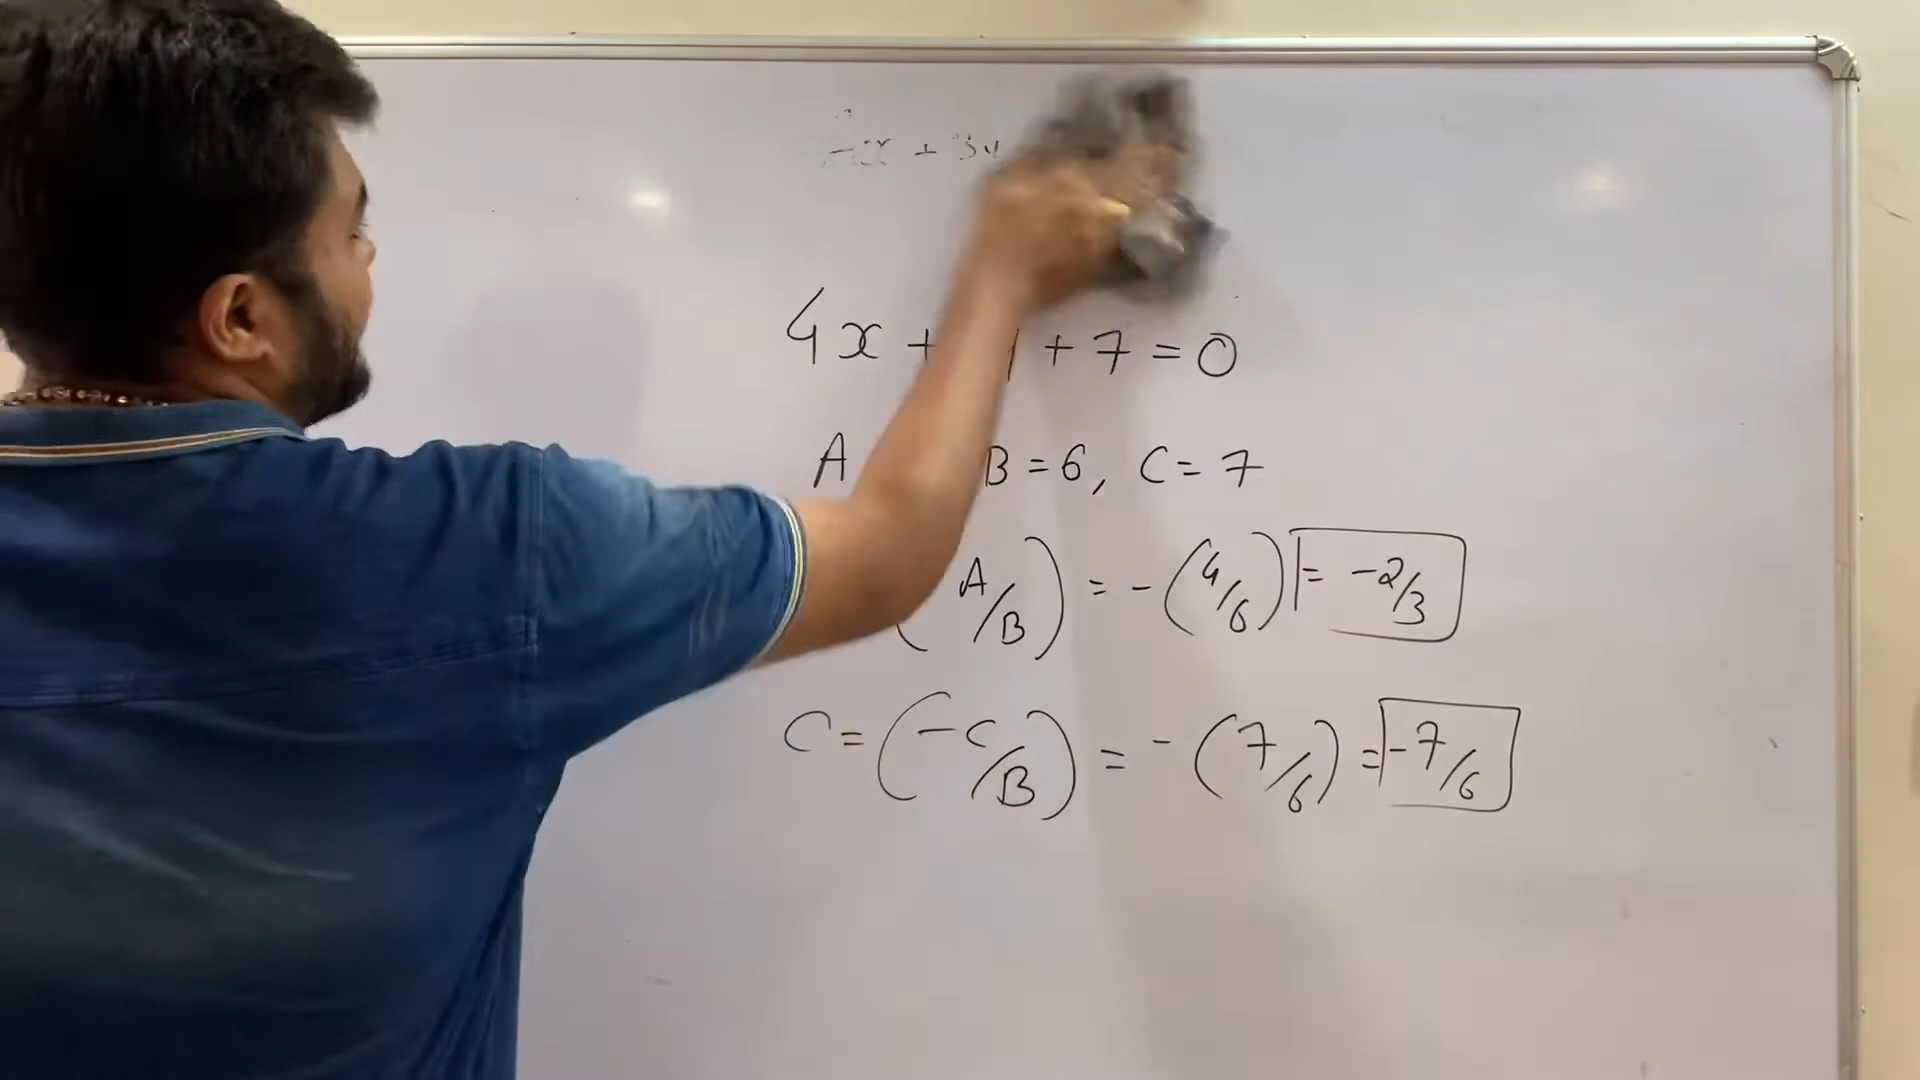 4x + + 7 = 0
A B = 6, C = 7
A/B) = -(4/6) = -2/3
C = (-C/B) = -(7/6) = -7/6